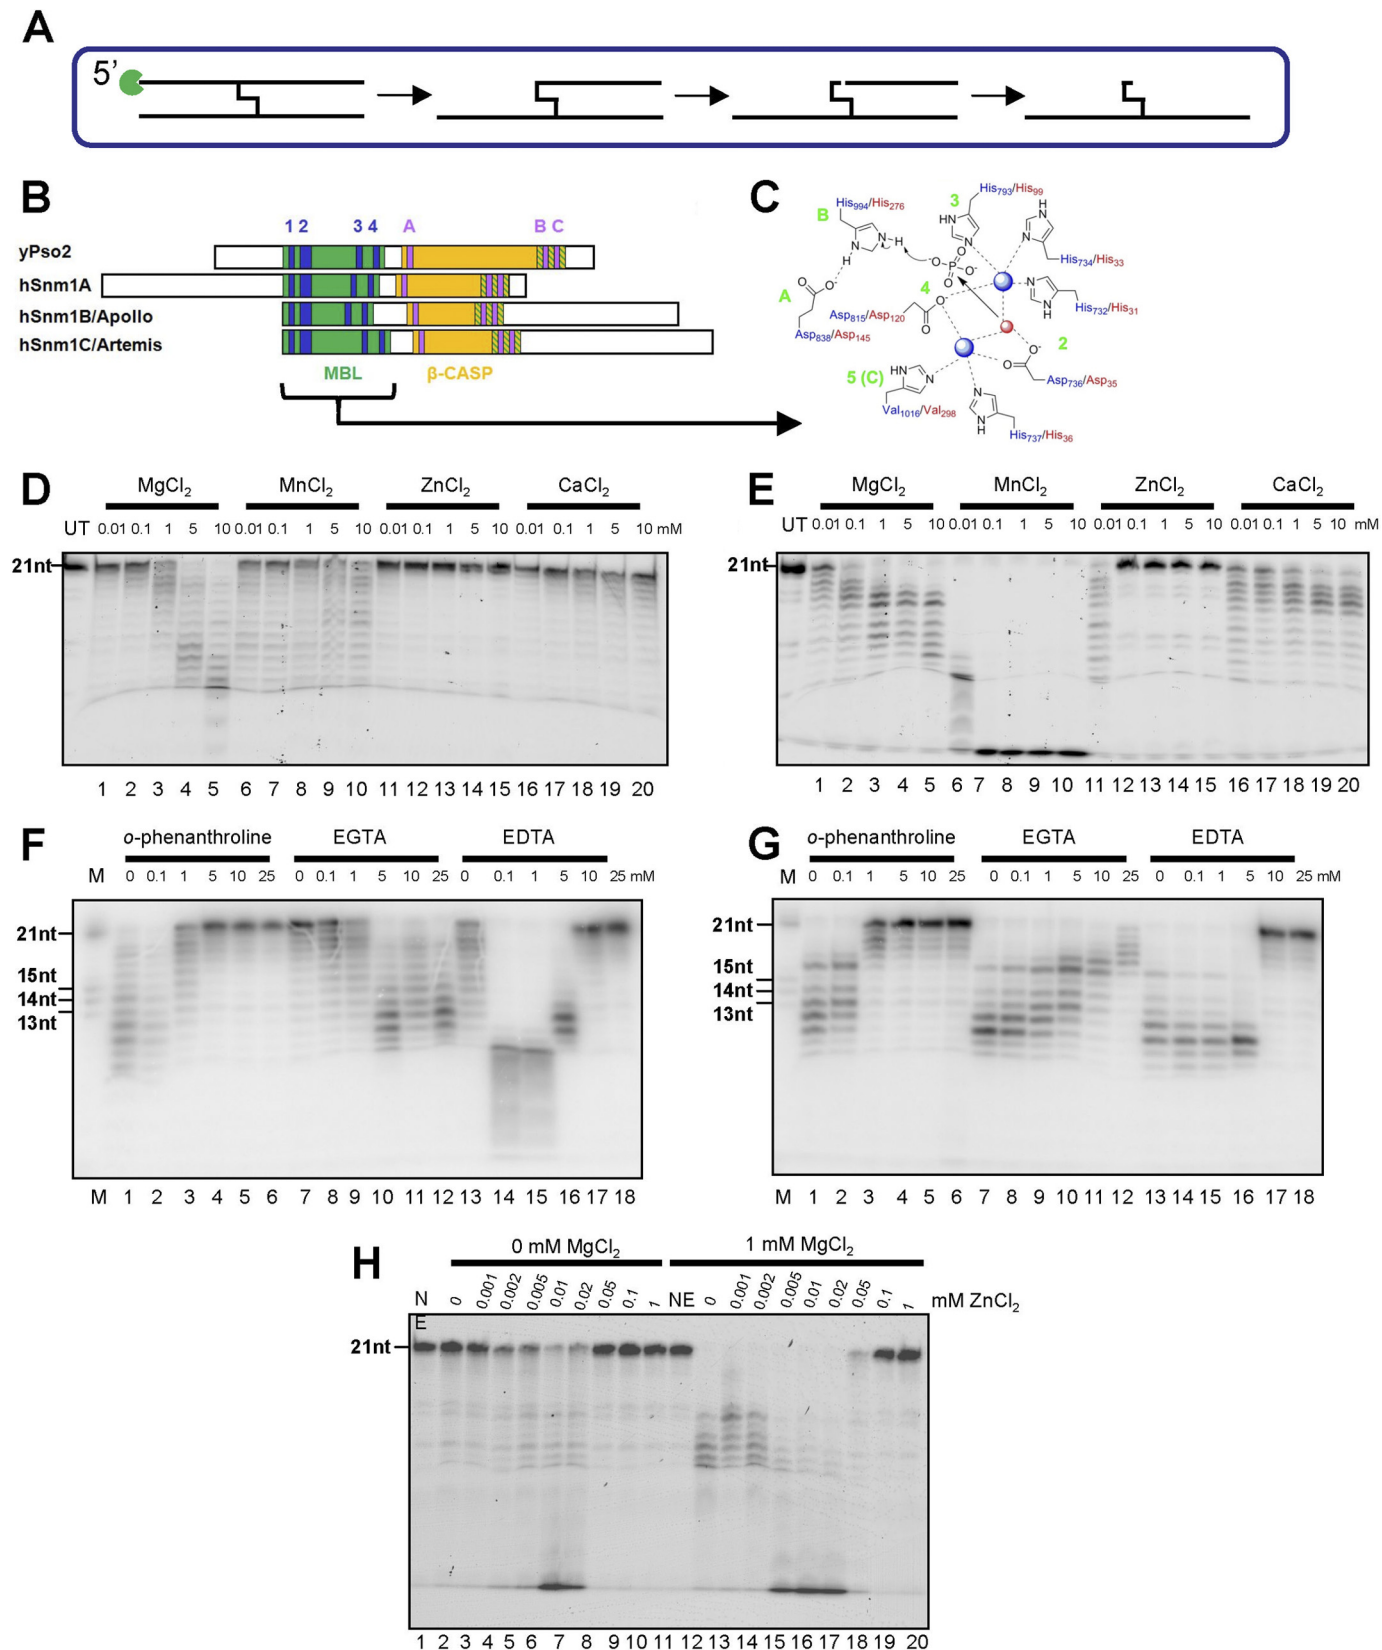 A
5’
B
1 2 3 4 A B C
yPso2
hSnm1A
hSnm1B/Apollo
hSnm1C/Artemis
MBL β-CASP
C
His793/His99
3
His994/His276
B
HN
N
H
N
H
N
N
H
O
O
P
O-
O-
His734/His33
A
O-
O
4
O-
O
Asp815/Asp120
Asp838/Asp145
N
N
H
His732/His31
2
O-
O
Asp736/Asp35
5 (C)
HN
N
Val1016/Val298
N
NH
His737/His36
D
MgCl2 MnCl2 ZnCl2 CaCl2
UT 0.01 0.1 1 5 10 0.01 0.1 1 5 10 0.01 0.1 1 5 10 0.01 0.1 1 5 10 mM
21nt
1 2 3 4 5 6 7 8 9 10 11 12 13 14 15 16 17 18 19 20
E
MgCl2 MnCl2 ZnCl2 CaCl2
UT 0.01 0.1 1 5 10 0.01 0.1 1 5 10 0.01 0.1 1 5 10 0.01 0.1 1 5 10 mM
21nt
1 2 3 4 5 6 7 8 9 10 11 12 13 14 15 16 17 18 19 20
F
o-phenanthroline EGTA EDTA
M 0 0.1 1 5 10 25 0 0.1 1 5 10 25 0 0.1 1 5 10 25 mM
21nt
15nt
14nt
13nt
M 1 2 3 4 5 6 7 8 9 10 11 12 13 14 15 16 17 18
G
o-phenanthroline EGTA EDTA
M 0 0.1 1 5 10 25 0 0.1 1 5 10 25 0 0.1 1 5 10 25 mM
21nt
15nt
14nt
13nt
M 1 2 3 4 5 6 7 8 9 10 11 12 13 14 15 16 17 18
H
0 mM MgCl2 1 mM MgCl2
N
E
0 0.001 0.002 0.005 0.01 0.02 0.05 0.1 1 NE 0 0.001 0.002 0.005 0.01 0.02 0.05 0.1 1 mM ZnCl2
21nt
1 2 3 4 5 6 7 8 9 10 11 12 13 14 15 16 17 18 19 20